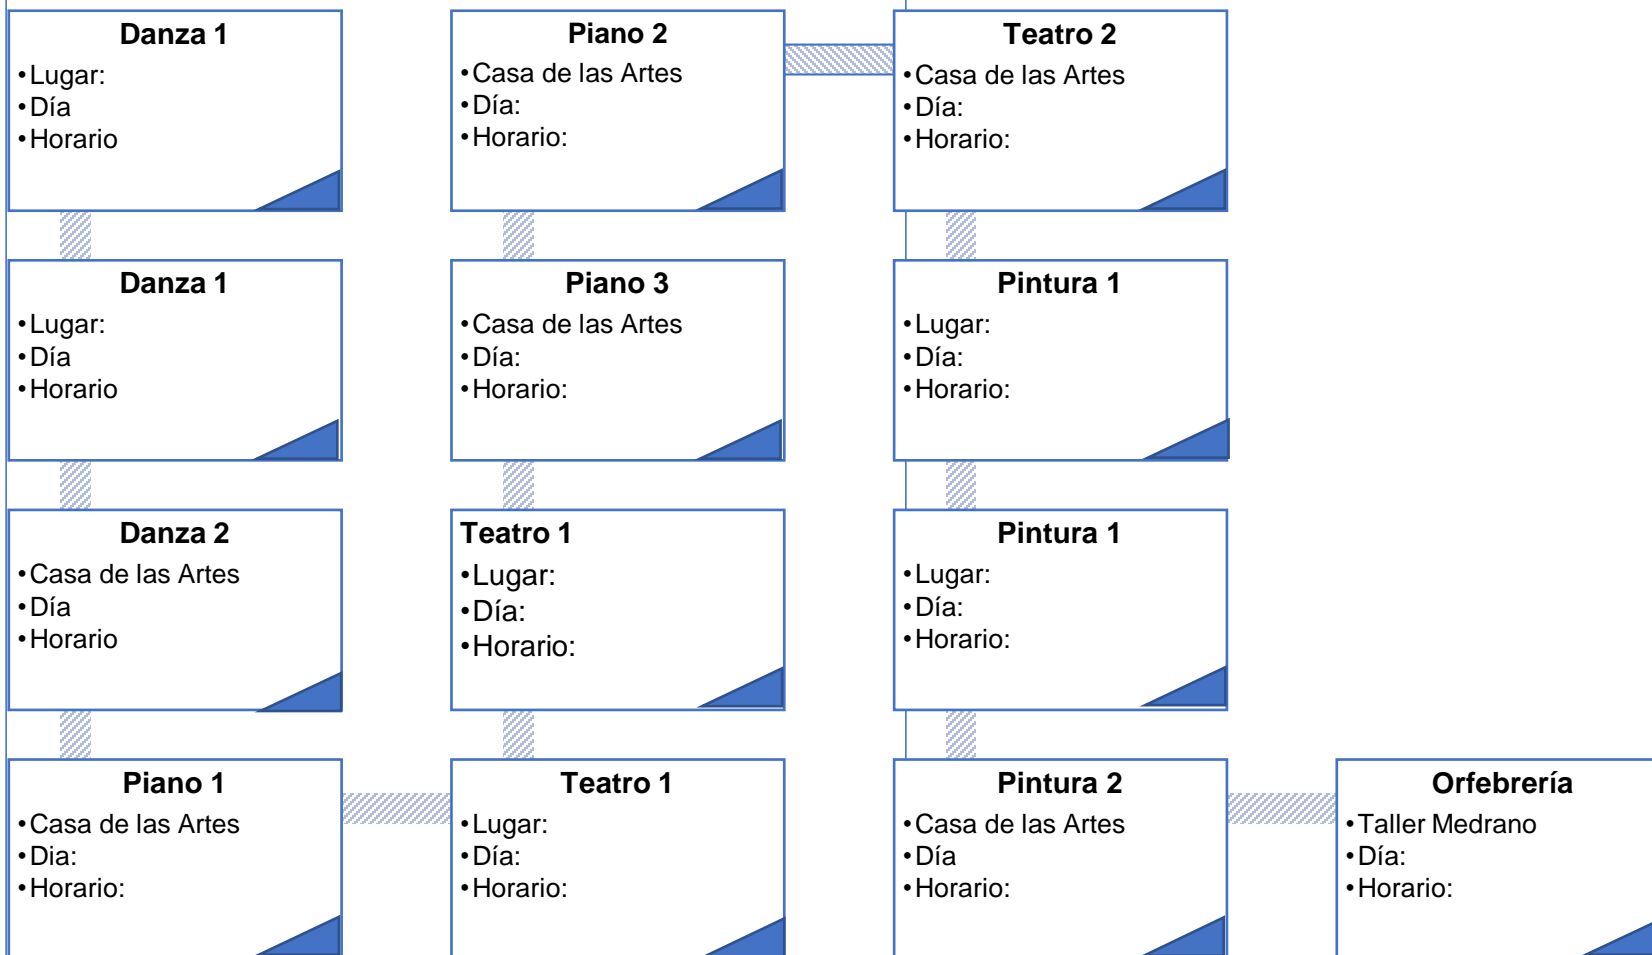 Danza 1
•Lugar:
•Día
•Horario
Danza 1
•Lugar:
•Día
•Horario
Danza 2
•Casa de las Artes
•Día
•Horario
Piano 1
•Casa de las Artes
•Dia:
•Horario:
Teatro 1
•Lugar:
•Día:
•Horario:
Teatro 1
•Lugar:
•Día:
•Horario:
Piano 3
•Casa de las Artes
•Día:
•Horario:
Piano 2
•Casa de las Artes
•Día:
•Horario:
Teatro 2
•Casa de las Artes
•Día:
•Horario:
Pintura 1
•Lugar:
•Día:
•Horario:
Pintura 1
•Lugar:
•Día:
•Horario:
Pintura 2
•Casa de las Artes
•Día
•Horario:
Orfebrería
•Taller Medrano
•Día:
•Horario: